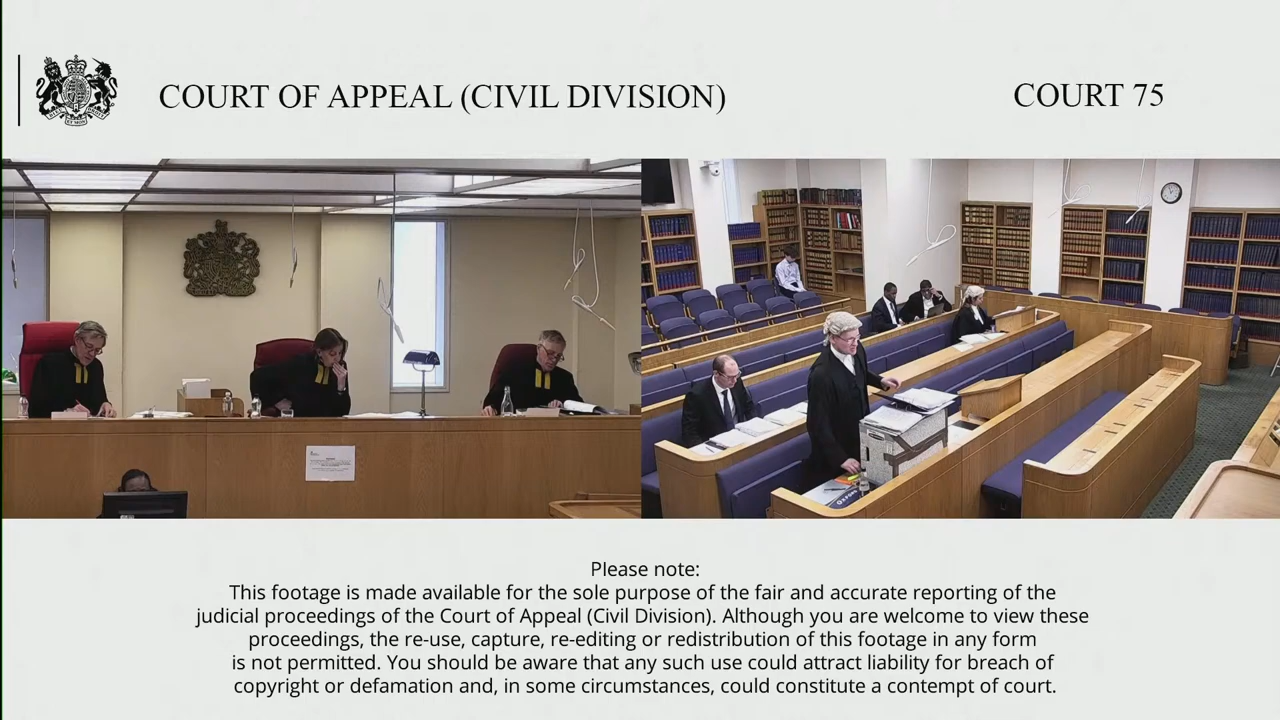 COURT OF APPEAL (CIVIL DIVISION)
COURT 75
Please note:
This footage is made available for the sole purpose of the fair and accurate reporting of the
judicial proceedings of the Court of Appeal (Civil Division). Although you are welcome to view these
proceedings, the re-use, capture, re-editing or redistribution of this footage in any form
is not permitted. You should be aware that any such use could attract liability for breach of
copyright or defamation and, in some circumstances, could constitute a contempt of court.